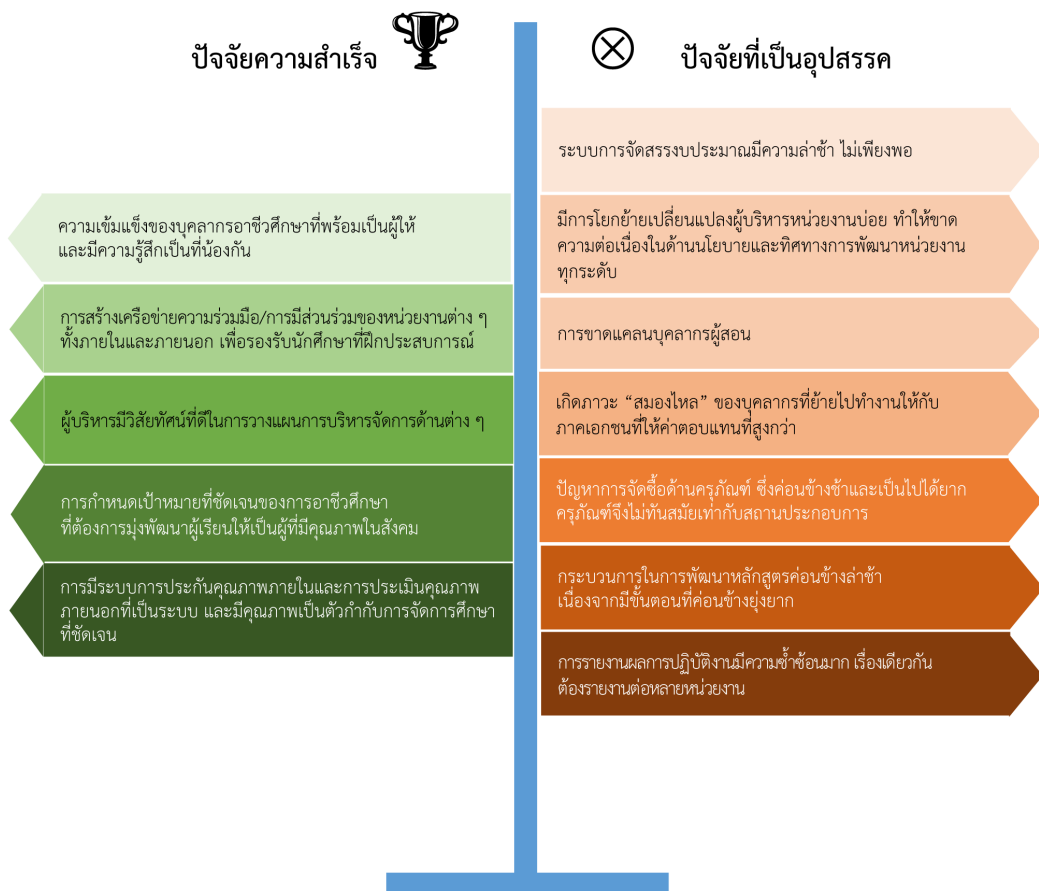 ปัจจัยความสำเร็จ
ความเข้มแข็งของบุคลากรอาชีวศึกษาที่พร้อมเป็นผู้ให้
และมีความรู้สึกเป็นที่น้องกัน
การสร้างเครือข่ายความร่วมมือ/การมีส่วนร่วมของหน่วยงานต่าง ๆ
ทั้งภายในและภายนอก เพื่อรองรับนักศึกษาที่ฝึกประสบการณ์
ผู้บริหารมีวิสัยทัศน์ที่ดีในการวางแผนการบริหารจัดการด้านต่าง ๆ
การกำหนดเป้าหมายที่ชัดเจนของการอาชีวศึกษา
ที่ต้องการมุ่งพัฒนาผู้เรียนให้เป็นผู้ที่มีคุณภาพในสังคม
การมีระบบการประกันคุณภาพภายในและการประเมินคุณภาพ
ภายนอกที่เป็นระบบ และมีคุณภาพเป็นตัวกำกับการจัดการศึกษา
ที่ชัดเจน
ปัจจัยที่เป็นอุปสรรค
ระบบการจัดสรรงบประมาณมีความล่าช้า ไม่เพียงพอ
มีการโยกย้ายเปลี่ยนแปลงผู้บริหารหน่วยงานบ่อย ทำให้ขาด
ความต่อเนื่องในด้านนโยบายและทิศทางการพัฒนาหน่วยงาน
ทุกระดับ
การขาดแคลนบุคลากรผู้สอน
เกิดภาวะ “สมองไหล” ของบุคลากรที่ย้ายไปทำงานให้กับ
ภาคเอกชนที่ให้ค่าตอบแทนที่สูงกว่า
ปัญหาการจัดซื้อด้านครุภัณฑ์ ซึ่งค่อนข้างช้าและเป็นไปได้ยาก
ครุภัณฑ์จึงไม่ทันสมัยเท่ากับสถานประกอบการ
กระบวนการในการพัฒนาหลักสูตรค่อนข้างล่าช้า
เนื่องจากมีขั้นตอนที่ค่อนข้างยุ่งยาก
การรายงานผลการปฏิบัติงานมีความซ้ำซ้อนมาก เรื่องเดียวกัน
ต้องรายงานต่อหลายหน่วยงาน